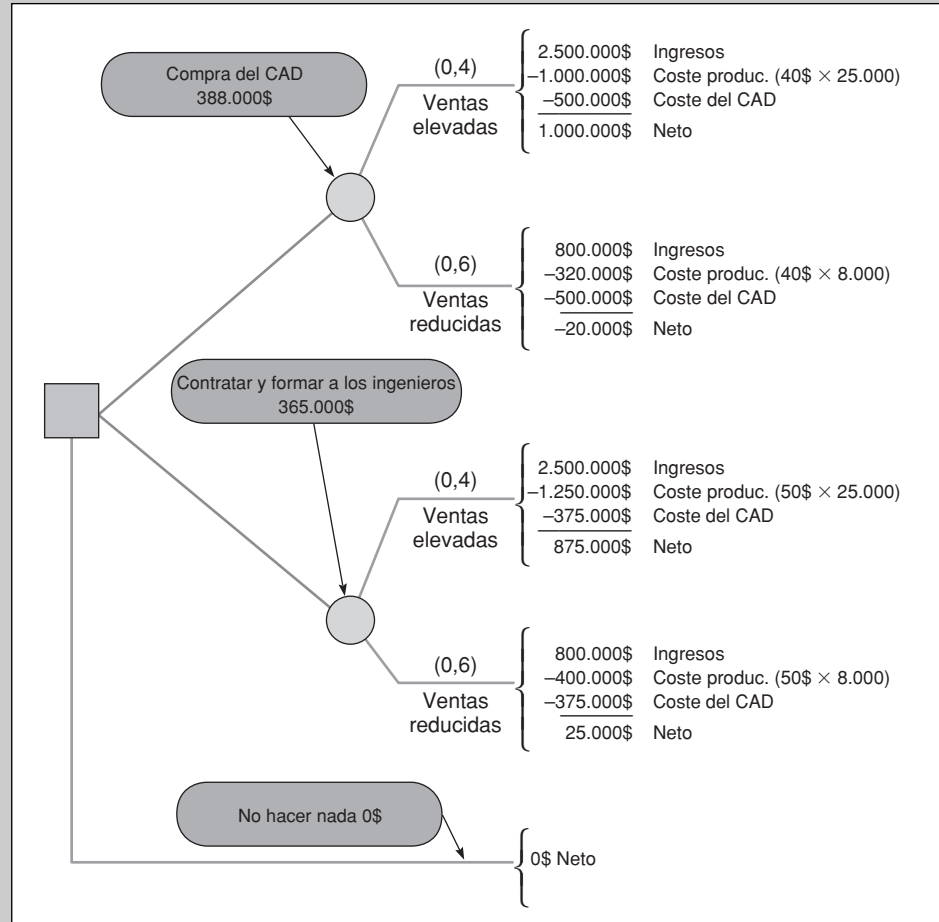 Compra del CAD
388.000$
(0,4)
Ventas
elevadas
2.500.000$ Ingresos
–1.000.000$ Coste produc. (40$ × 25.000)
–500.000$ Coste del CAD
1.000.000$ Neto
(0,6)
Ventas
reducidas
800.000$ Ingresos
–320.000$ Coste produc. (40$ × 8.000)
–500.000$ Coste del CAD
–20.000$ Neto
Contratar y formar a los ingenieros
365.000$
(0,4)
Ventas
elevadas
2.500.000$ Ingresos
–1.250.000$ Coste produc. (50$ × 25.000)
–375.000$ Coste del CAD
875.000$ Neto
(0,6)
Ventas
reducidas
800.000$ Ingresos
–400.000$ Coste produc. (50$ × 8.000)
–375.000$ Coste del CAD
25.000$ Neto
No hacer nada 0$
0$ Neto